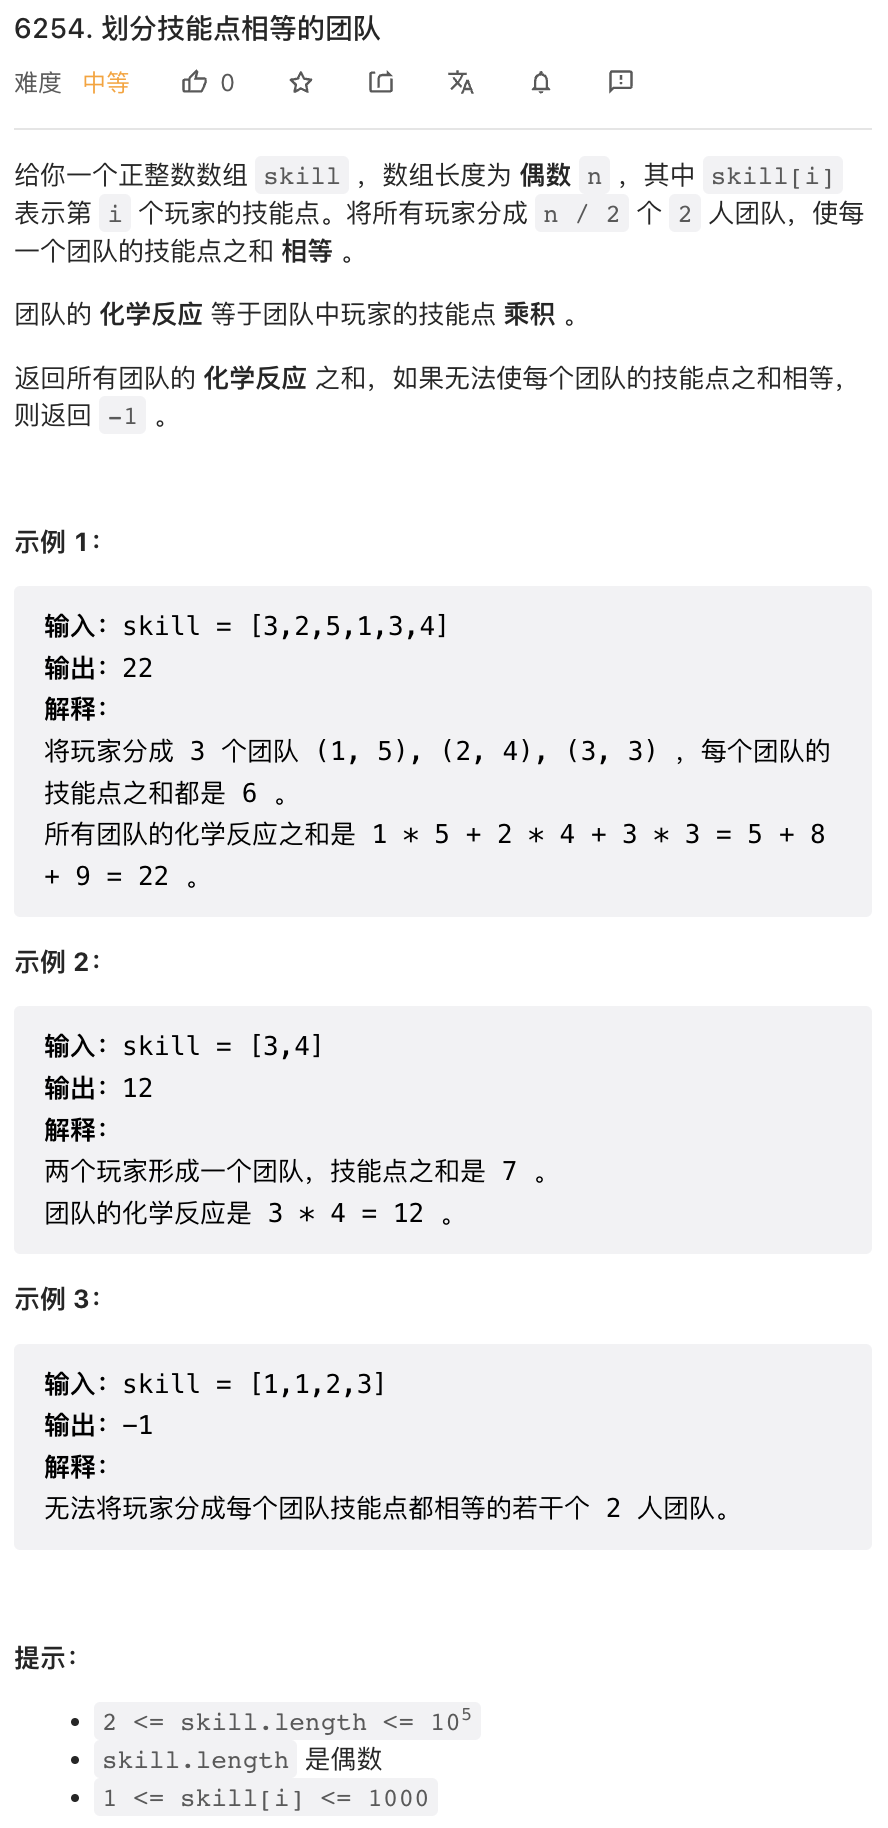 6254. 划分技能点相等的团队
难度 中等 0
给你一个正整数数组 skill ，数组长度为 偶数 n ，其中 skill[i]
表示第 i 个玩家的技能点。将所有玩家分成 n / 2 个 2 人团队，使每
一个团队的技能点之和 相等 。
团队的 化学反应 等于团队中玩家的技能点 乘积 。
返回所有团队的 化学反应 之和，如果无法使每个团队的技能点之和相等，
则返回 -1 。
示例 1：
输入：skill = [3,2,5,1,3,4]
输出：22
解释：
将玩家分成 3 个团队 (1, 5), (2, 4), (3, 3) ，每个团队的
技能点之和都是 6 。
所有团队的化学反应之和是 1 * 5 + 2 * 4 + 3 * 3 = 5 + 8
+ 9 = 22 。
示例 2：
输入：skill = [3,4]
输出：12
解释：
两个玩家形成一个团队，技能点之和是 7 。
团队的化学反应是 3 * 4 = 12 。
示例 3：
输入：skill = [1,1,2,3]
输出：-1
解释：
无法将玩家分成每个团队技能点都相等的若干个 2 人团队。
提示：
• 2 <= skill.length <= 10⁵
• skill.length 是偶数
• 1 <= skill[i] <= 1000